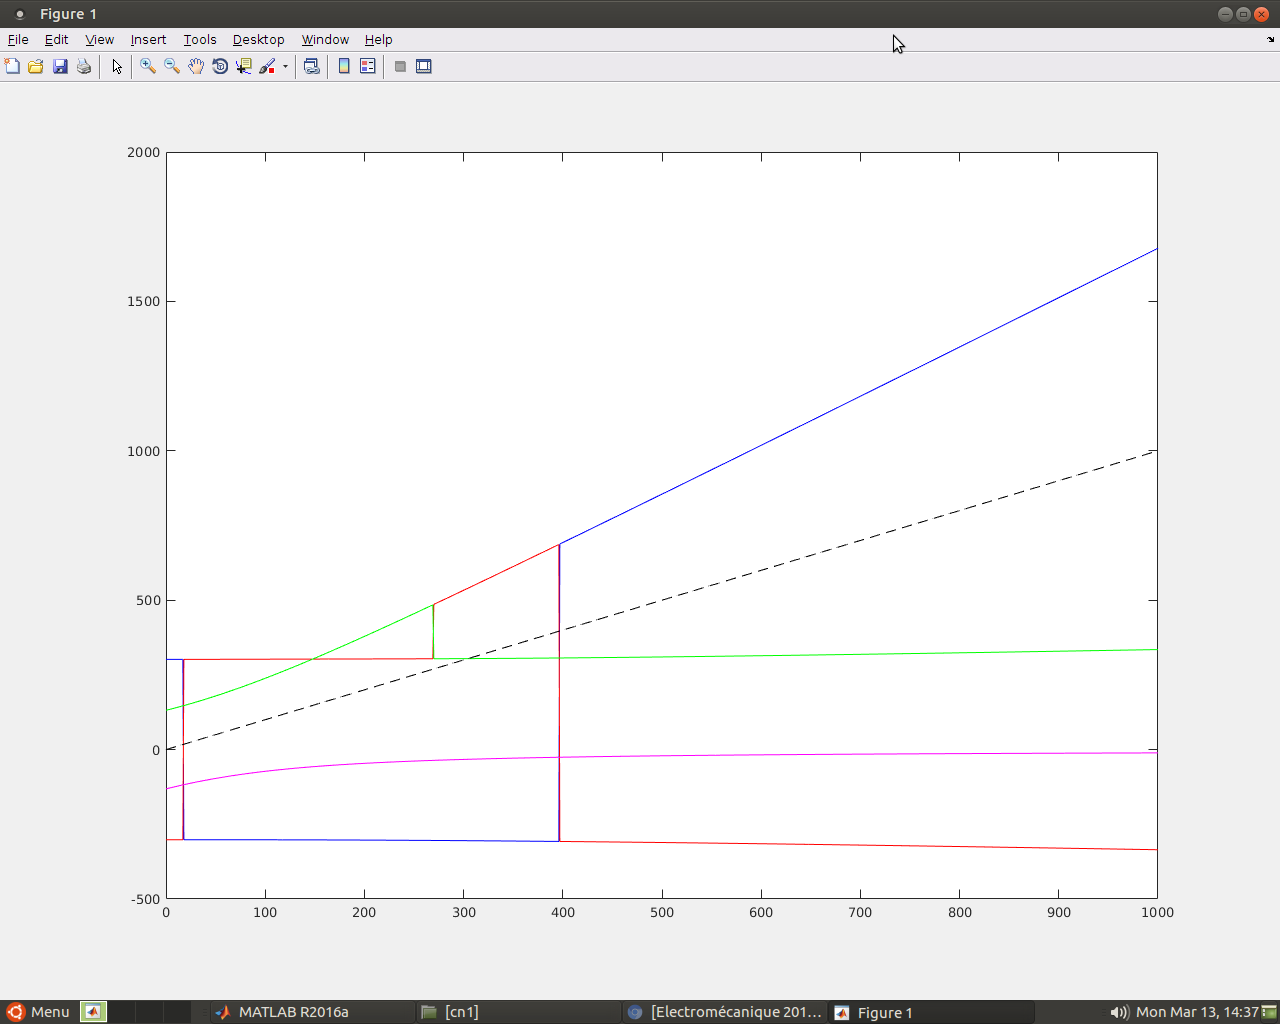 Figure 1
File Edit View Insert Tools Desktop Window Help
2000
1500
1000
500
0
-500
0 100 200 300 400 500 600 700 800 900 1000
Menu MATLAB R2016a [cn1] [Electromécanique 201... Figure 1 Mon Mar 13, 14:37